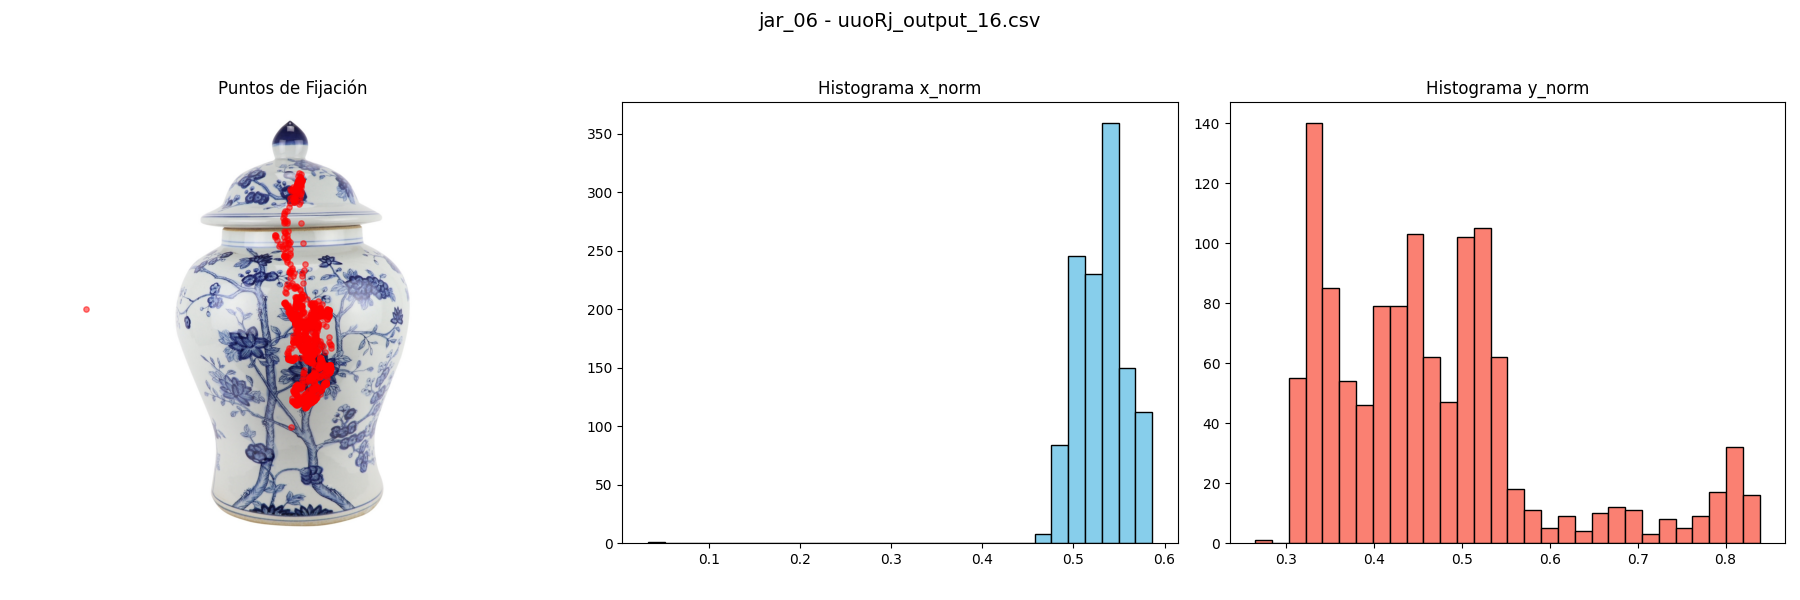 jar_06 - uuoRj_output_16.csv
Puntos de Fijación
Histograma x_norm
350
300
250
200
150
100
50
0
0.1 0.2 0.3 0.4 0.5 0.6
Histograma y_norm
140
120
100
80
60
40
20
0
0.3 0.4 0.5 0.6 0.7 0.8